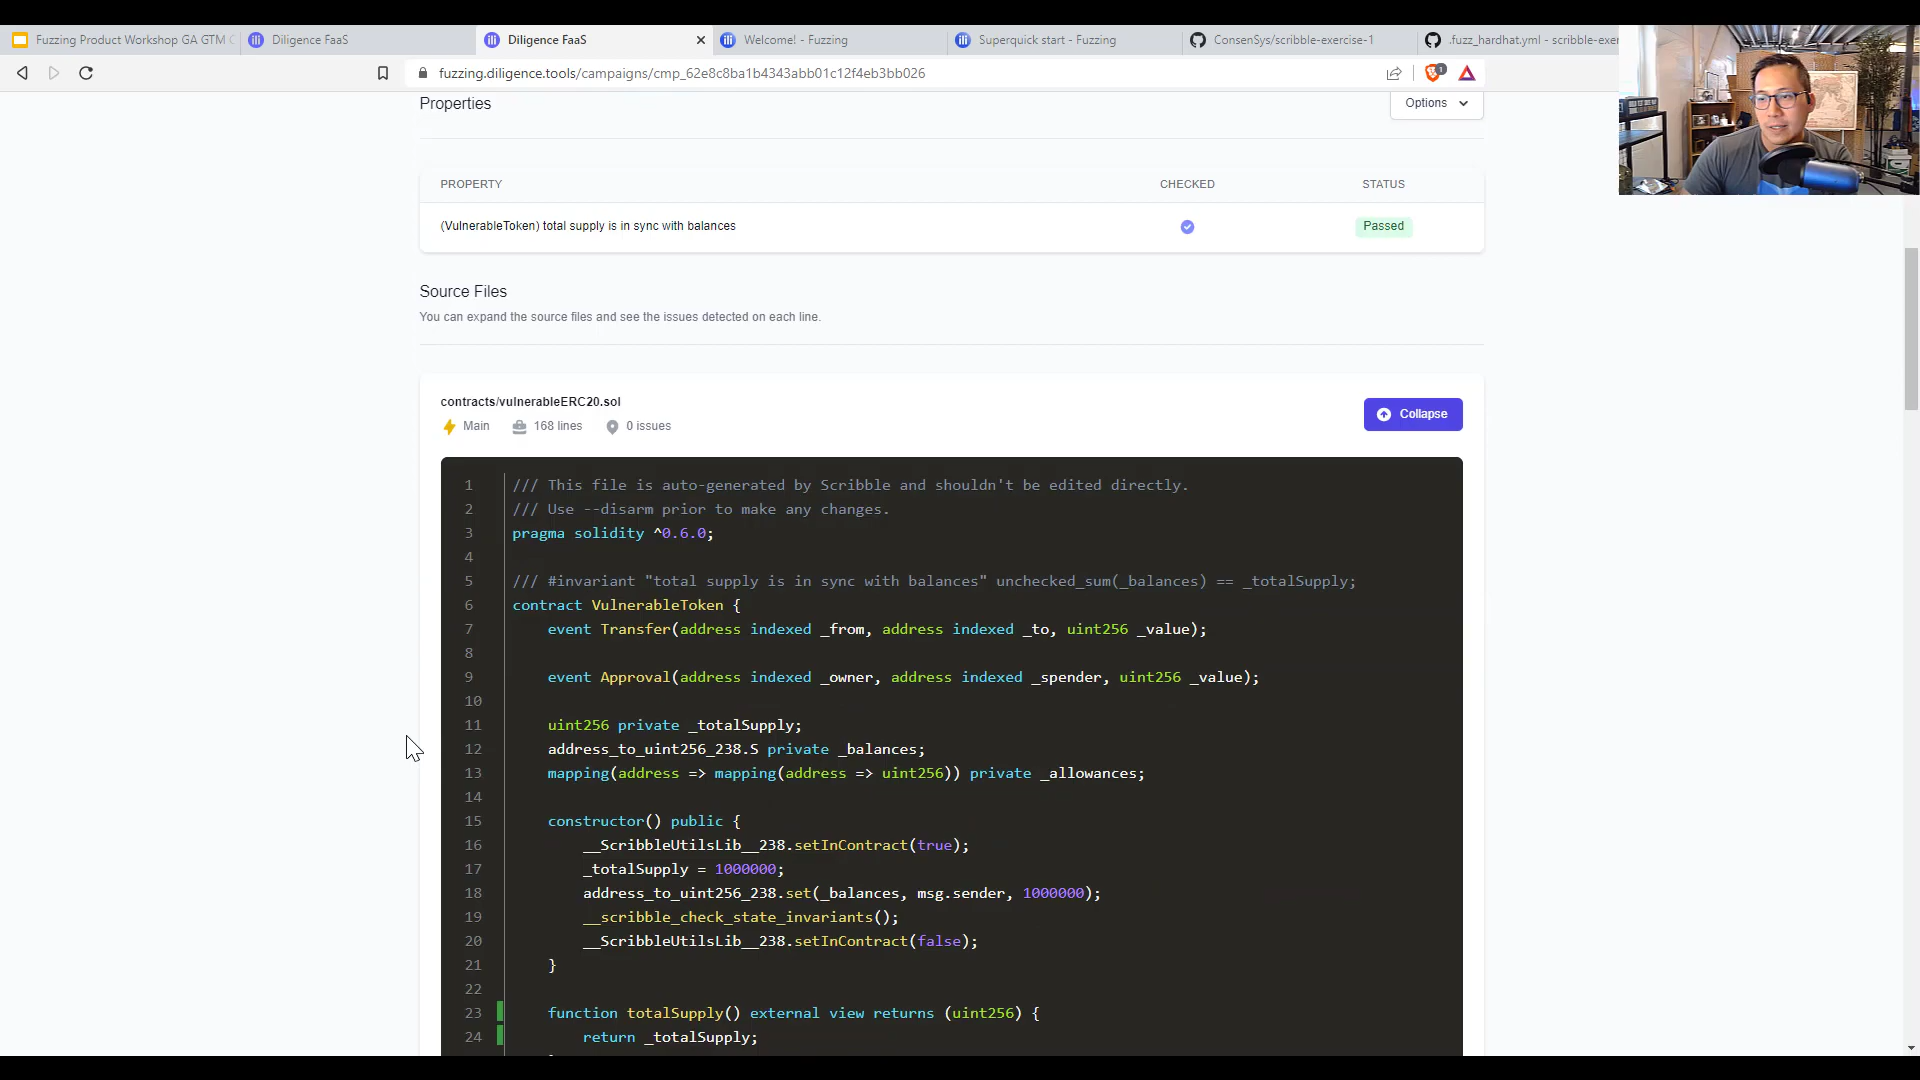 Fuzzing Product Workshop GA GTM C
Diligence FaaS
Diligence FaaS
Welcome! - Fuzzing
Superquick start - Fuzzing
ConsenSys/scribble-exercise-1
.fuzz_hardhat.yml - scribble-exer
fuzzing.diligence.tools/campaigns/cmp_62e8c8ba1b4343abb01c12f4eb3bb026
1
Properties
Options
PROPERTY CHECKED STATUS
(VulnerableToken) total supply is in sync with balances Passed
Source Files
You can expand the source files and see the issues detected on each line.
contracts/vulnerableERC20.sol
Main 168 lines 0 issues
Collapse
1 /// This file is auto-generated by Scribble and shouldn't be edited directly.
2 /// Use --disarm prior to make any changes.
3 pragma solidity ^0.6.0;
4
5 /// #invariant "total supply is in sync with balances" unchecked_sum(_balances) == _totalSupply;
6 contract VulnerableToken {
7 event Transfer(address indexed _from, address indexed _to, uint256 _value);
8
9 event Approval(address indexed _owner, address indexed _spender, uint256 _value);
10
11 uint256 private _totalSupply;
12 address_to_uint256_238.S private _balances;
13 mapping(address => mapping(address => uint256)) private _allowances;
14
15 constructor() public {
16 __ScribbleUtilsLib__238.setInContract(true);
17 _totalSupply = 1000000;
18 address_to_uint256_238.set(_balances, msg.sender, 1000000);
19 __scribble_check_state_invariants();
20 __ScribbleUtilsLib__238.setInContract(false);
21 }
22
23 function totalSupply() external view returns (uint256) {
24 return _totalSupply;